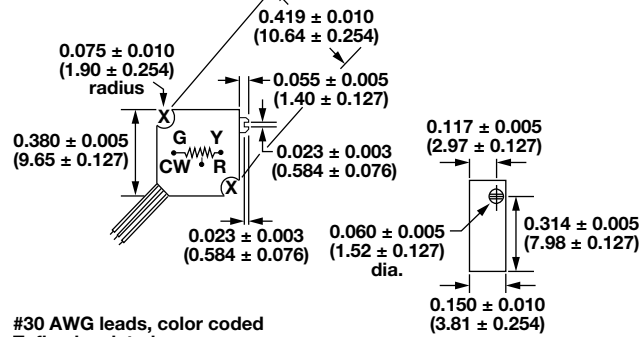 0.419 ± 0.010
(10.64 ± 0.254)
0.075 ± 0.010
(1.90 ± 0.254)
radius
0.055 ± 0.005
(1.40 ± 0.127)
X
G Y
CW R
X
0.380 ± 0.005
(9.65 ± 0.127)
0.023 ± 0.003
(0.584 ± 0.076)
0.023 ± 0.003
(0.584 ± 0.076)
0.117 ± 0.005
(2.97 ± 0.127)
0.060 ± 0.005
(1.52 ± 0.127)
dia.
0.314 ± 0.005
(7.98 ± 0.127)
0.150 ± 0.010
(3.81 ± 0.254)
#30 AWG leads, color coded